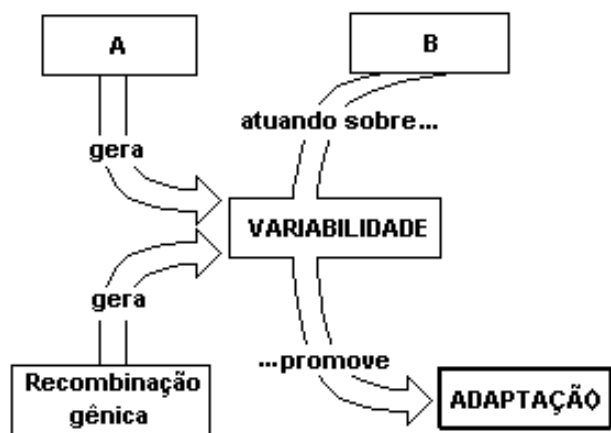 A
B
atuando sobre...
gera
VARIABILIDADE
gera
...promove
Recombinação
gênica
ADAPTAÇÃO